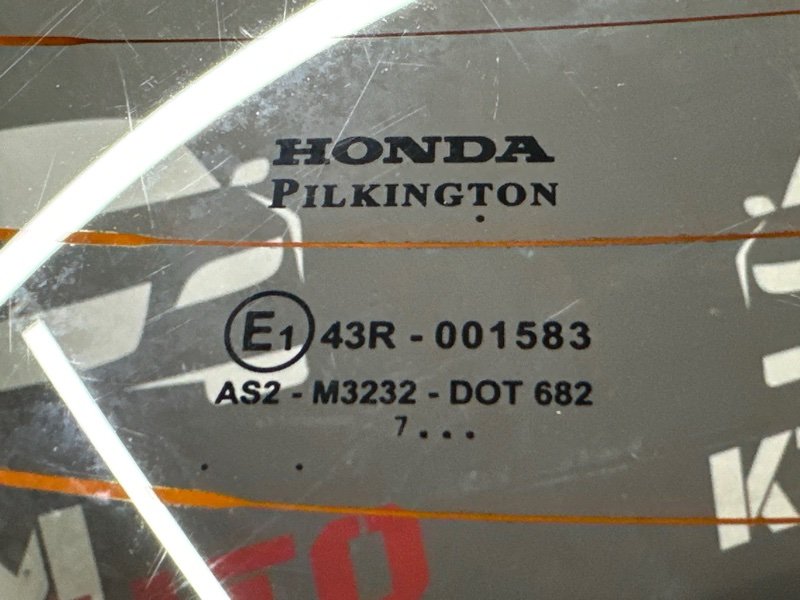 HONDA
PILKINGTON
E1 43R - 001583
AS2 - M3232 - DOT 682
7...